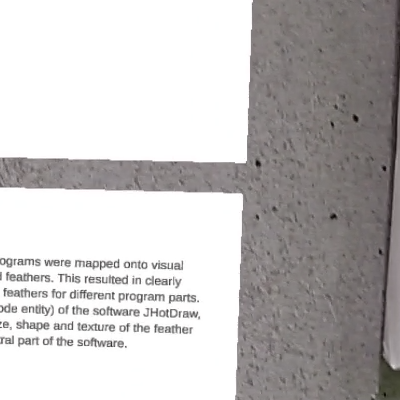 ograms were mapped onto visual
feathers. This resulted in clearly
feathers for different program parts.
ode entity) of the software JHotDraw,
ze, shape and texture of the feather
ral part of the software.